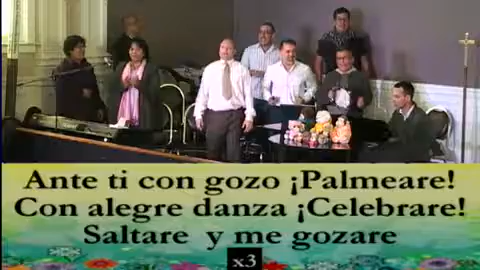 Ante ti con gozo ¡Palmeare!
Con alegre danza ¡Celebrare!
Saltare y me gozare
x3